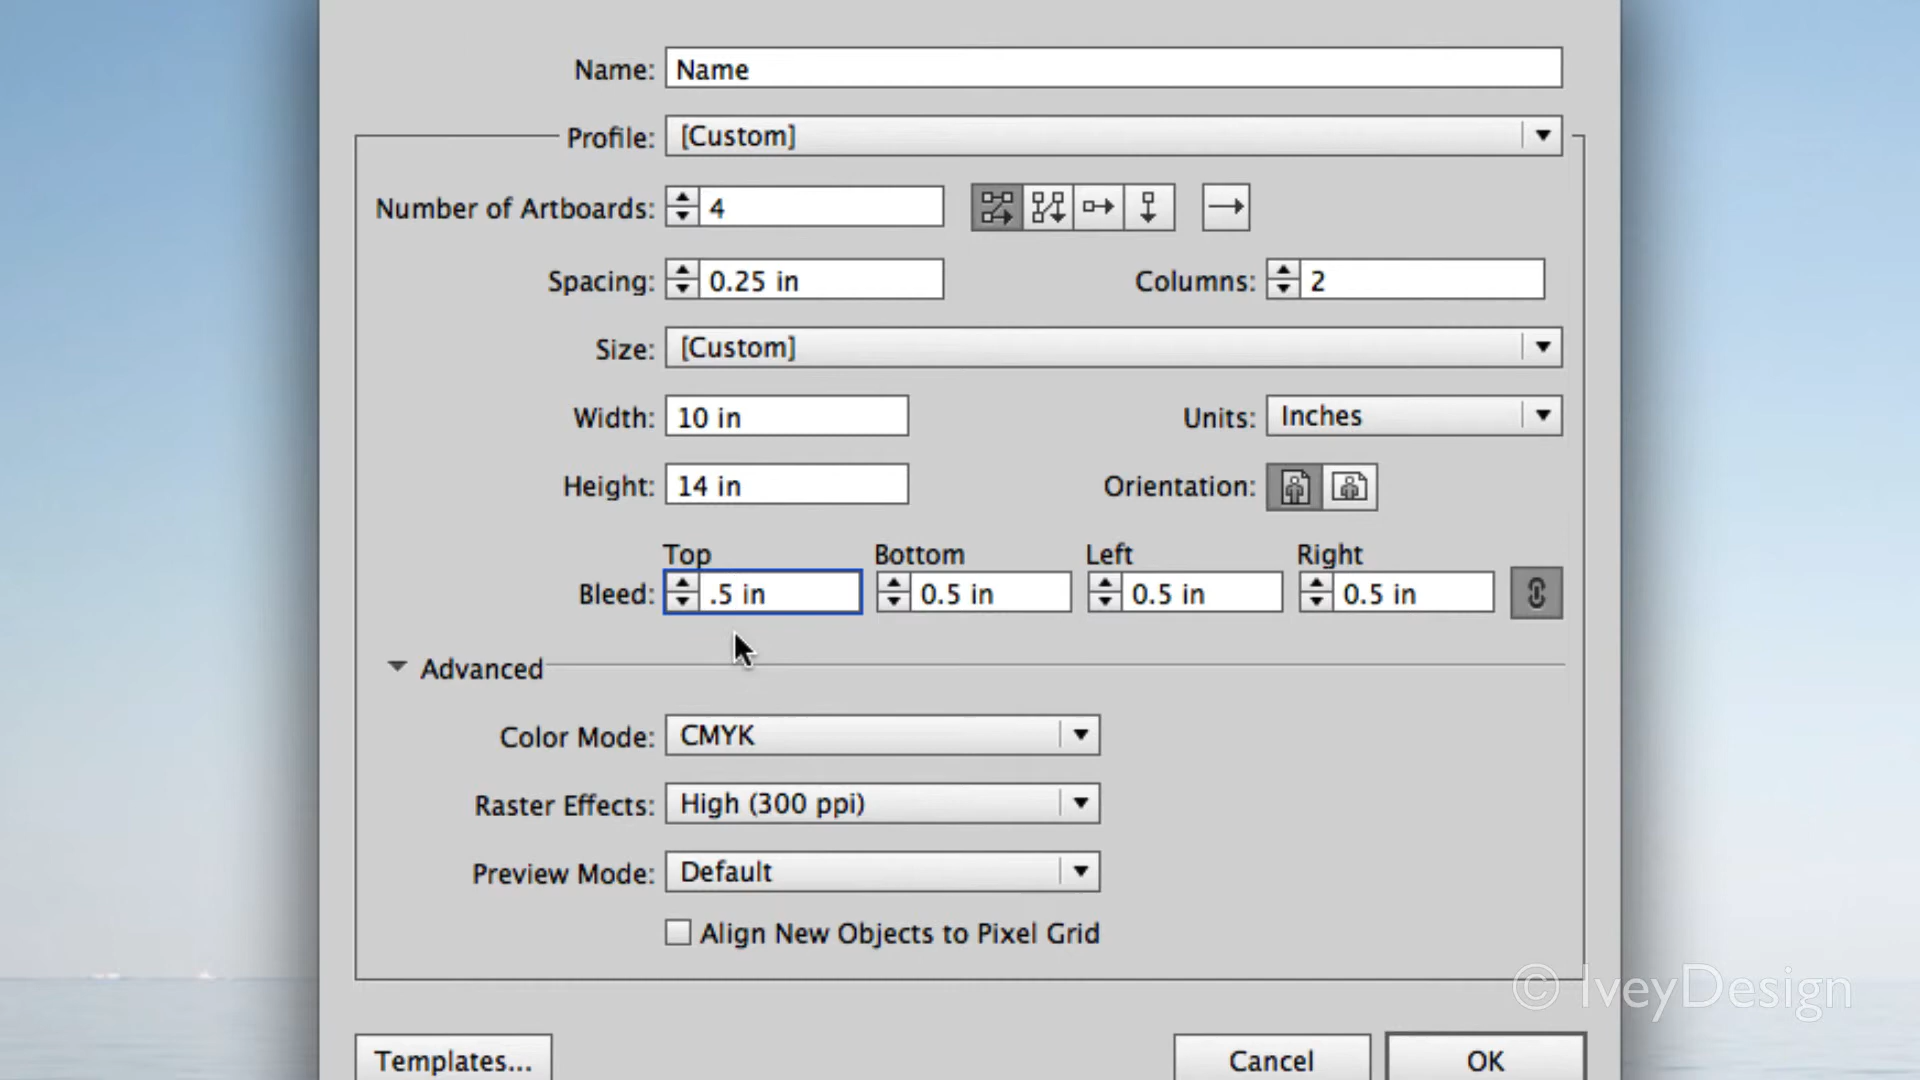 Name: Name
Profile: [Custom]
Number of Artboards: 4
Spacing: 0.25 in Columns: 2
Size: [Custom]
Width: 10 in Units: Inches
Height: 14 in Orientation:
Top Bottom Left Right
Bleed: .5 in 0.5 in 0.5 in 0.5 in
Advanced
Color Mode: CMYK
Raster Effects: High (300 ppi)
Preview Mode: Default
Align New Objects to Pixel Grid
© IveyDesign
Templates... Cancel OK